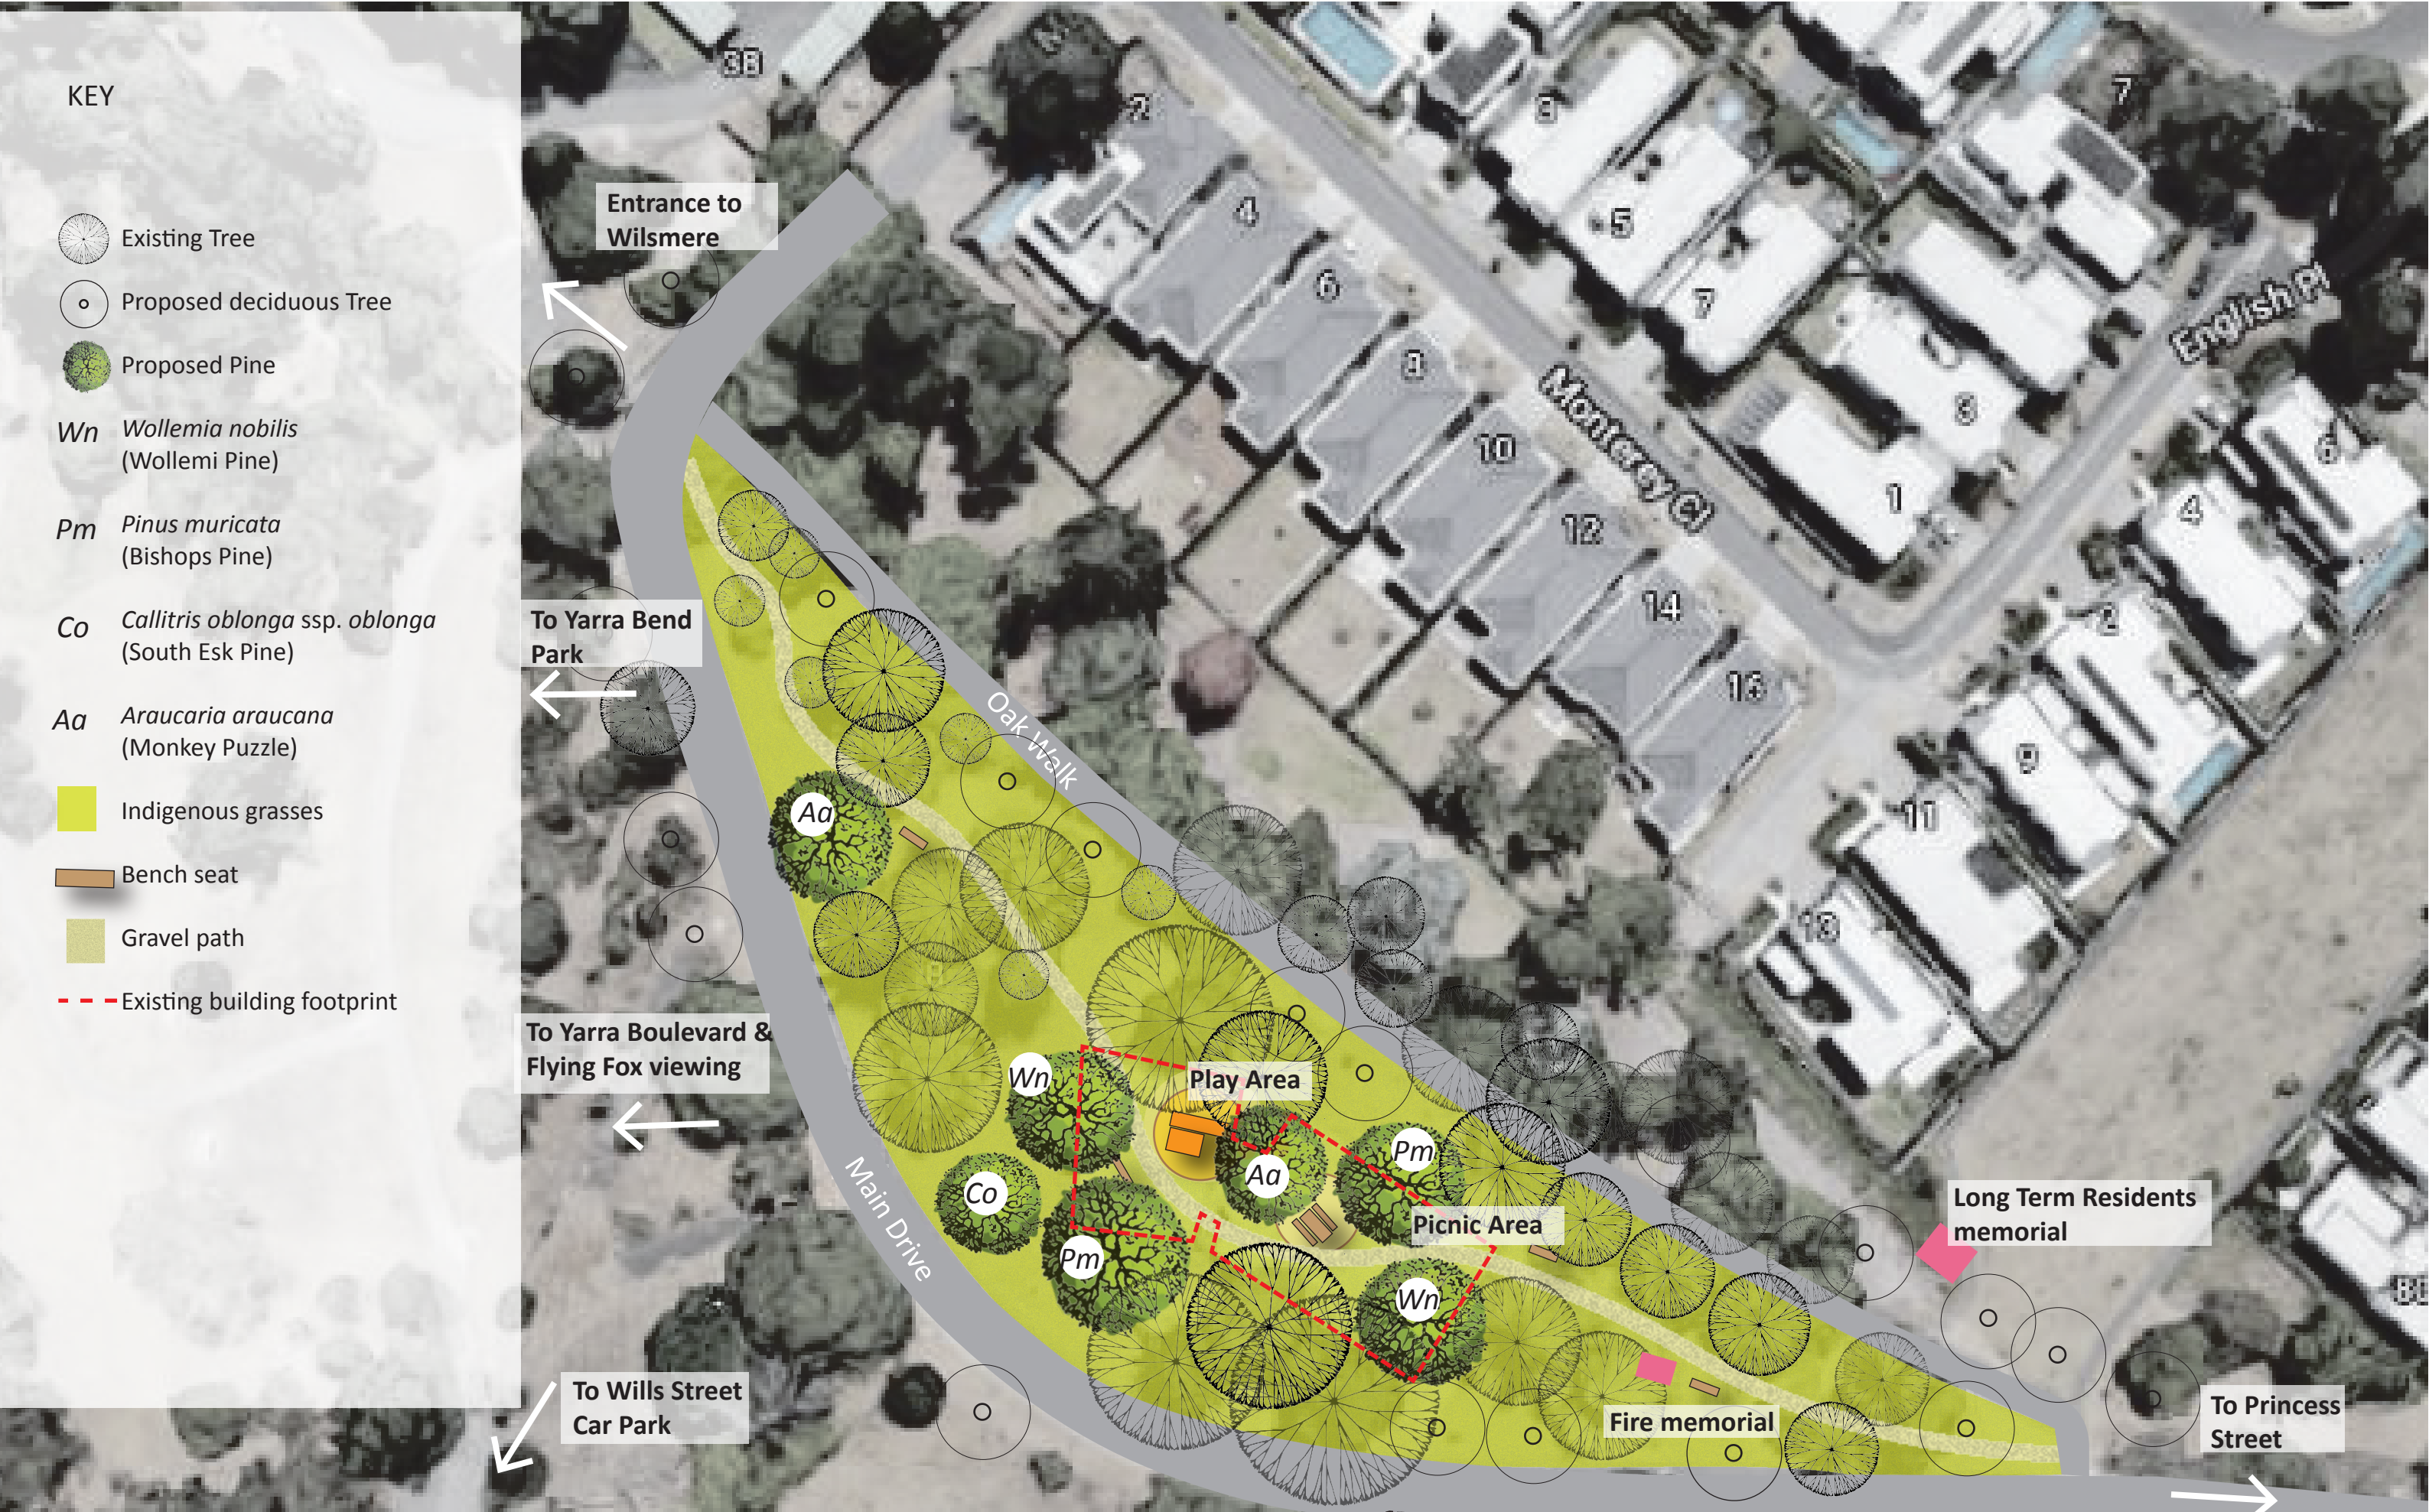 KEY
Existing Tree
Proposed deciduous Tree
Proposed Pine
Wn
Wollemia nobilis
(Wollemi Pine)
Pm
Pinus muricata
(Bishops Pine)
Co
Callitris oblonga ssp. oblonga
(South Esk Pine)
Aa
Araucaria araucana
(Monkey Puzzle)
Indigenous grasses
Bench seat
Gravel path
Existing building footprint
3B
Entrance to
Wilsmere
To Yarra Bend
Park
To Yarra Boulevard &
Flying Fox viewing
To Wills Street
Car Park
Main Drive
Oak Walk
Aa
Wn
Co
Pm
Play Area
Aa
Pm
Picnic Area
Wn
Fire memorial
Long Term Residents
memorial
To Princess
Street
Monterey Cl
English Pl
2
4
6
8
10
12
14
16
5
7
1
3
7
6
4
2
9
11